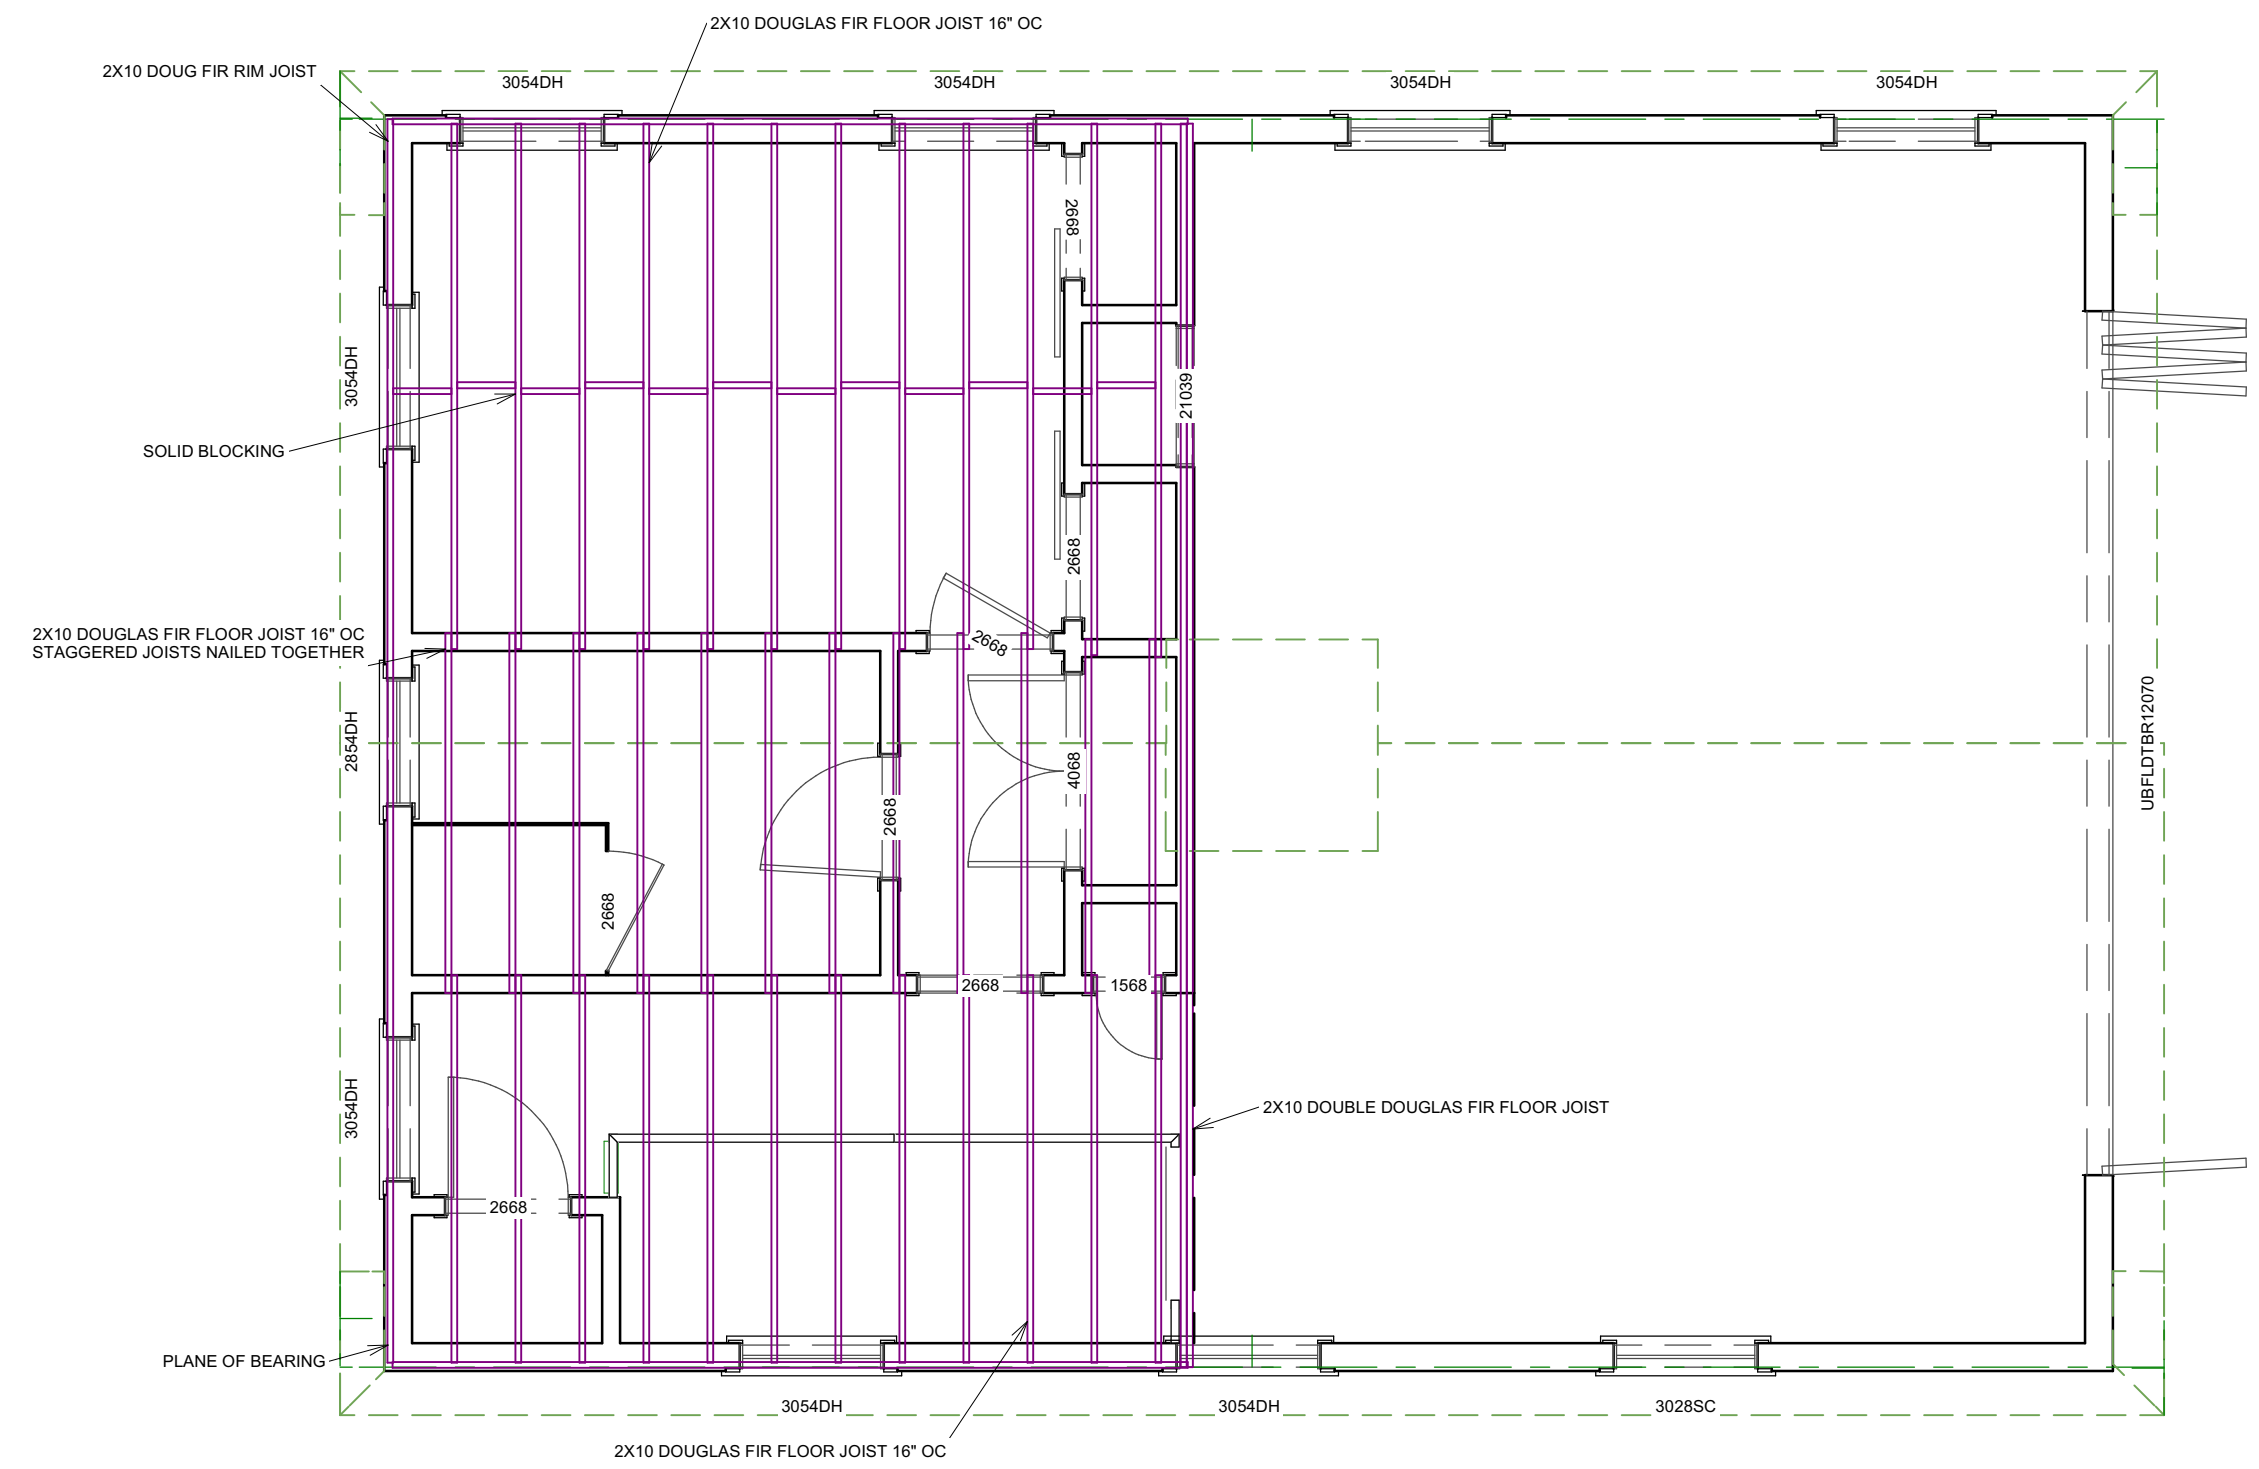 2X10 DOUGLAS FIR FLOOR JOIST 16" OC
2X10 DOUG FIR RIM JOIST
3054DH
3054DH
3054DH
3054DH
2668
3054DH
21039
SOLID BLOCKING
2668
2X10 DOUGLAS FIR FLOOR JOIST 16" OC
STAGGERED JOISTS NAILED TOGETHER
2668
2854DH
4068
UBFLDTBR12070
2668
2668
2668
1568
3054DH
2X10 DOUBLE DOUGLAS FIR FLOOR JOIST
2668
PLANE OF BEARING
3054DH
3054DH
3028SC
2X10 DOUGLAS FIR FLOOR JOIST 16" OC